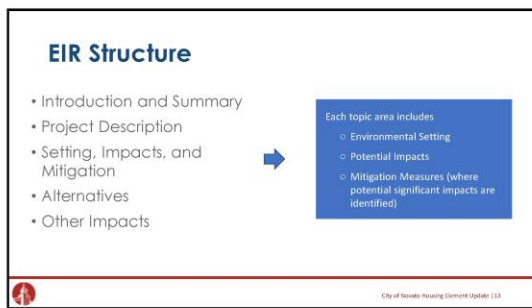 EIR Structure
• Introduction and Summary
• Project Description
• Setting, Impacts, and
Mitigation
• Alternatives
• Other Impacts
Each topic area includes
○ Environmental Setting
○ Potential Impacts
○ Mitigation Measures (where
potential significant impacts are
identified)
City of Novato Housing Element Update |13